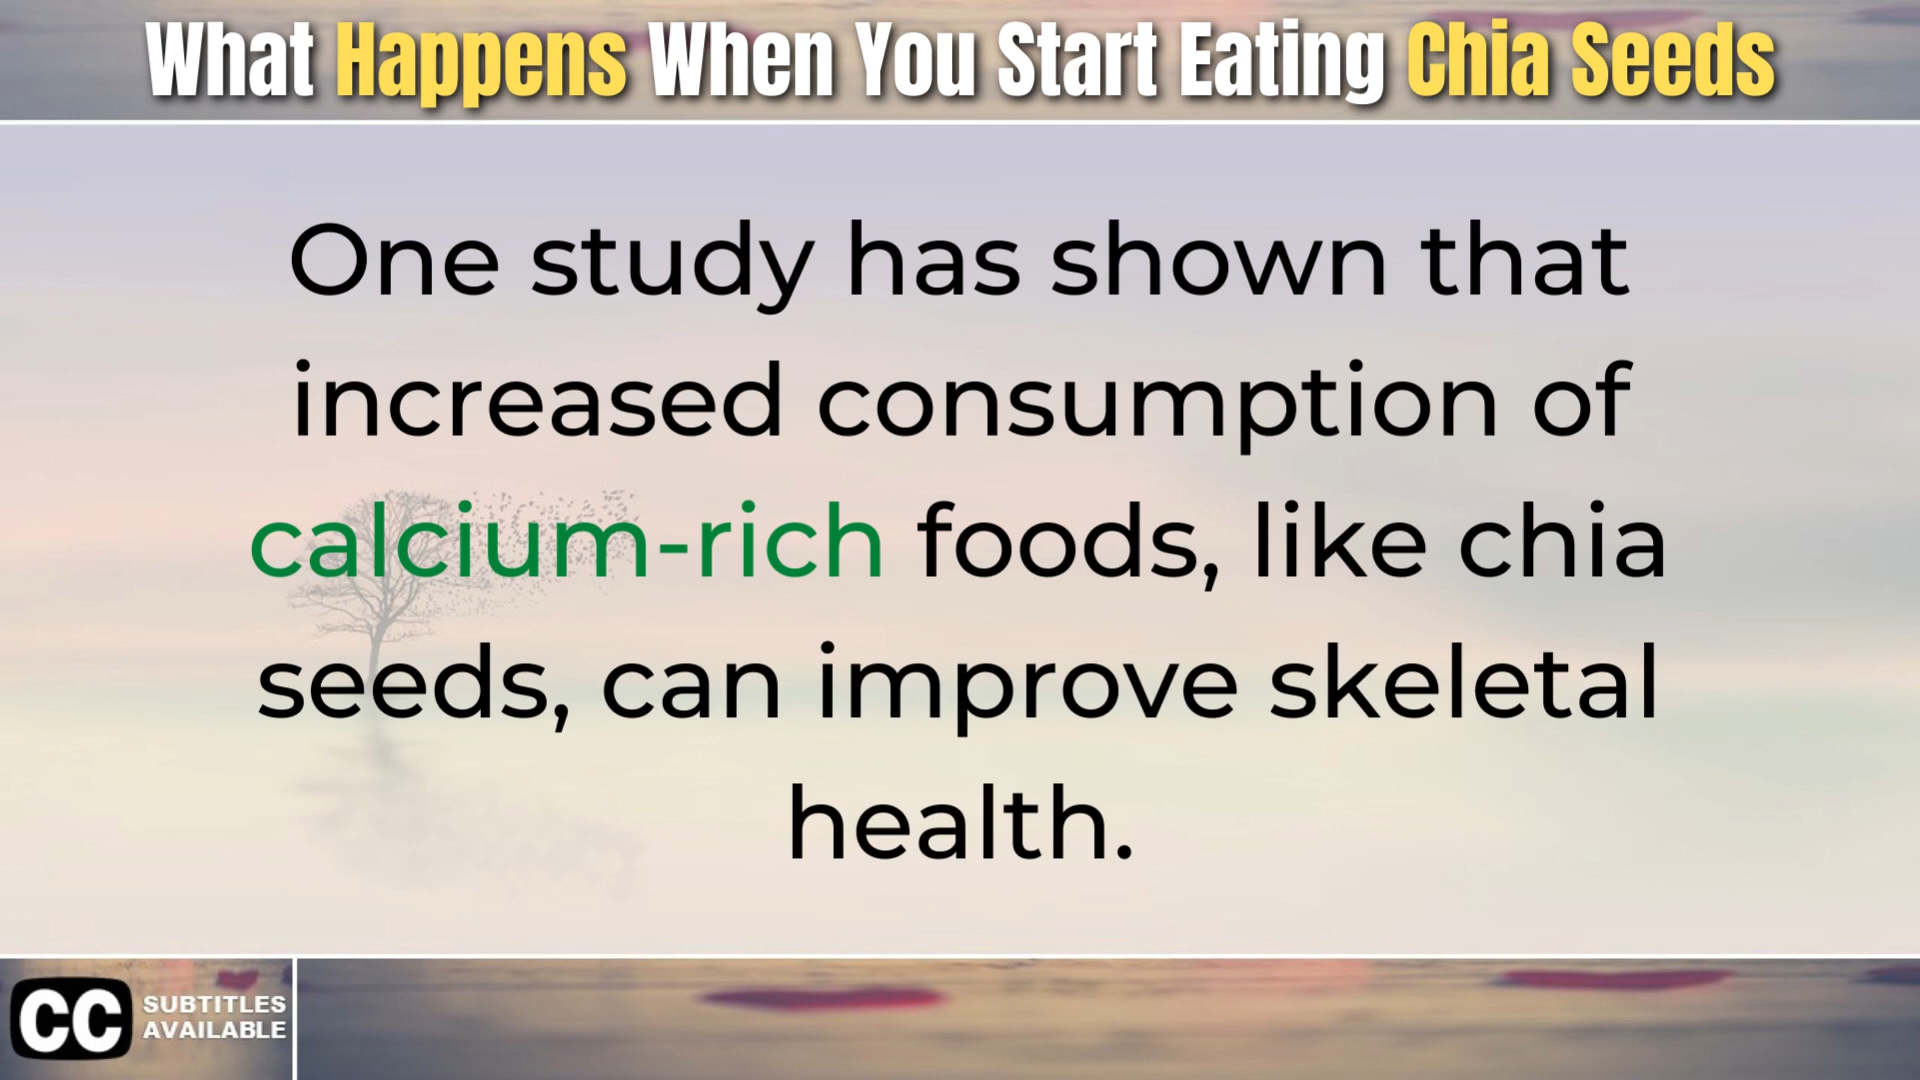 What Happens When You Start Eating Chia Seeds
One study has shown that
increased consumption of
calcium-rich foods, like chia
seeds, can improve skeletal
health.
CC SUBTITLES
AVAILABLE